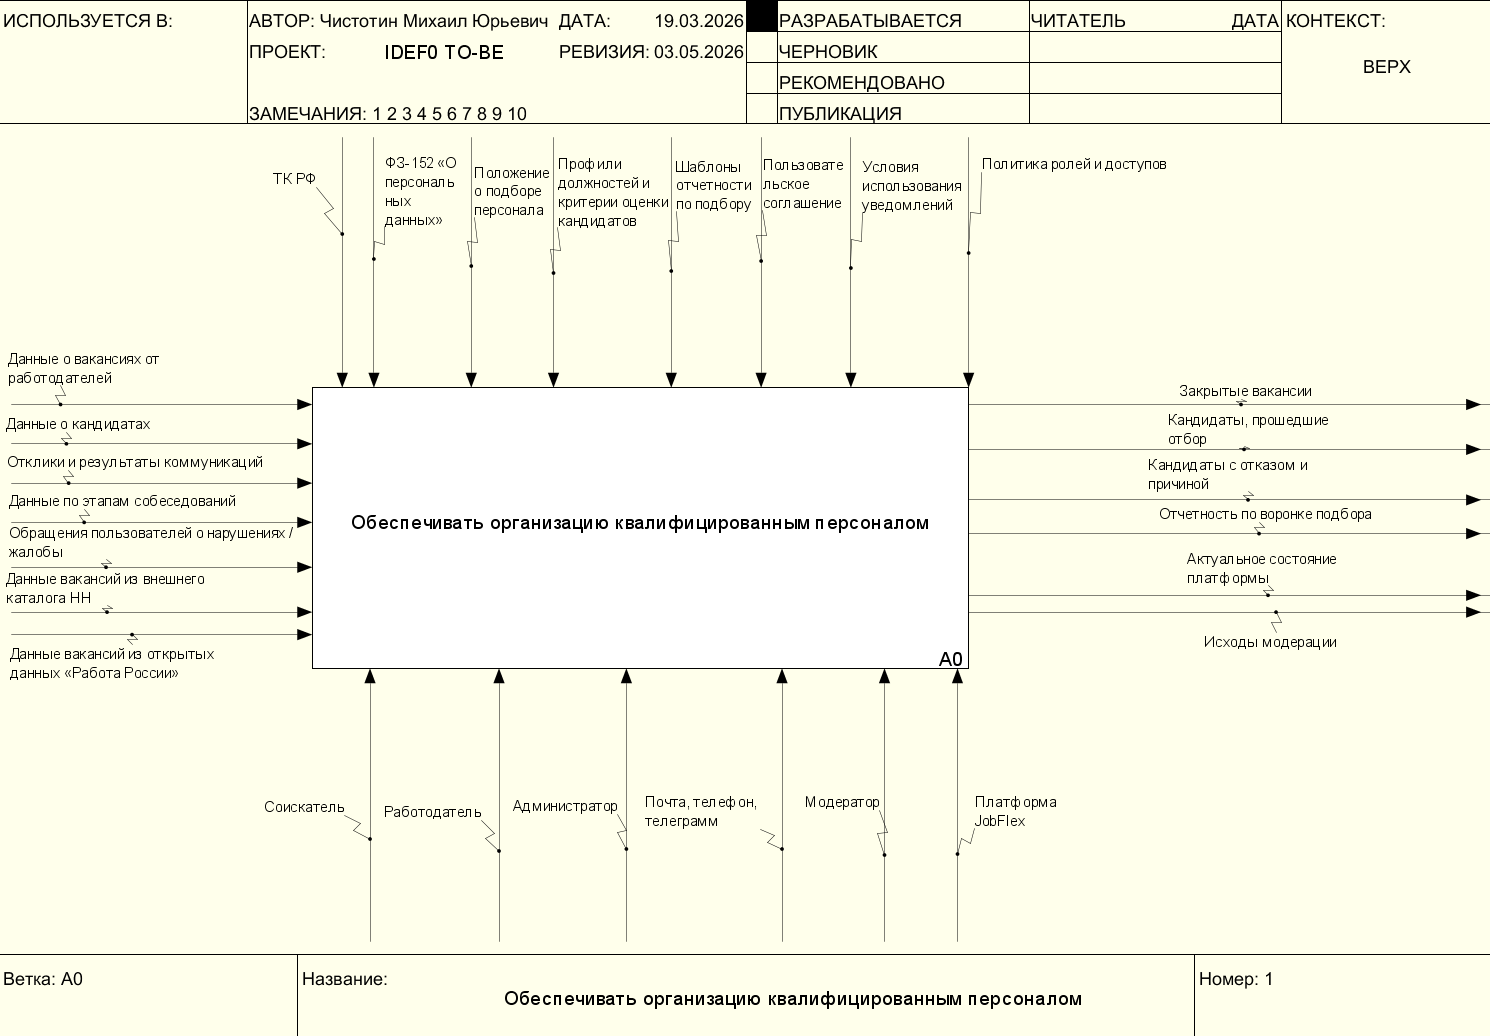 ИСПОЛЬЗУЕТСЯ В:
АВТОР: Чистотин Михаил Юрьевич
ДАТА: 19.03.2026
РАЗРАБАТЫВАЕТСЯ
ЧИТАТЕЛЬ
ДАТА
КОНТЕКСТ:
ПРОЕКТ:
IDEF0 TO-BE
РЕВИЗИЯ: 03.05.2026
ЧЕРНОВИК
ВЕРХ
РЕКОМЕНДОВАНО
ЗАМЕЧАНИЯ: 1 2 3 4 5 6 7 8 9 10
ПУБЛИКАЦИЯ
ТК РФ
ФЗ-152 «О
персональ
ных
данных»
Положение
о подборе
персонала
Профили
должностей и
критерии оценки
кандидатов
Шаблоны
отчетности
по подбору
Пользовате
льское
соглашение
Условия
использования
уведомлений
Политика ролей и доступов
Данные о вакансиях от
работодателей
Данные о кандидатах
Отклики и результаты коммуникаций
Данные по этапам собеседований
Обращения пользователей о нарушениях /
жалобы
Данные вакансий из внешнего
каталога HH
Данные вакансий из открытых
данных «Работа России»
Обеспечивать организацию квалифицированным персоналом
A0
Закрытые вакансии
Кандидаты, прошедшие
отбор
Кандидаты с отказом и
причиной
Отчетность по воронке подбора
Актуальное состояние
платформы
Исходы модерации
Соискатель
Работодатель
Администратор
Почта, телефон,
телеграмм
Модератор
Платформа
JobFlex
Ветка: A0
Название:
Обеспечивать организацию квалифицированным персоналом
Номер: 1